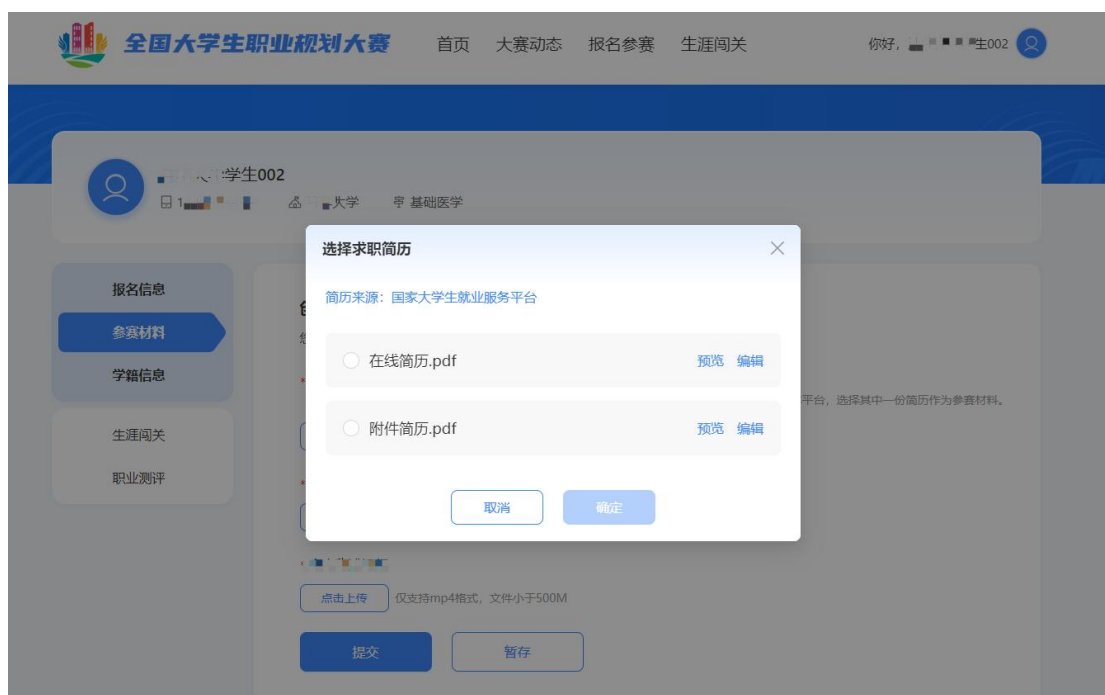 全国大学生职业规划大赛 首页 大赛动态 报名参赛 生涯闯关 你好, 生002
学生002
大学 基础医学
选择求职简历
简历来源：国家大学生就业服务平台
报名信息
参赛材料
学籍信息
生涯闯关
职业测评
在线简历.pdf 预览 编辑
平台，选择其中一份简历作为参赛材料。
附件简历.pdf 预览 编辑
取消 确定
点击上传 仅支持mp4格式，文件小于500M
提交 暂存